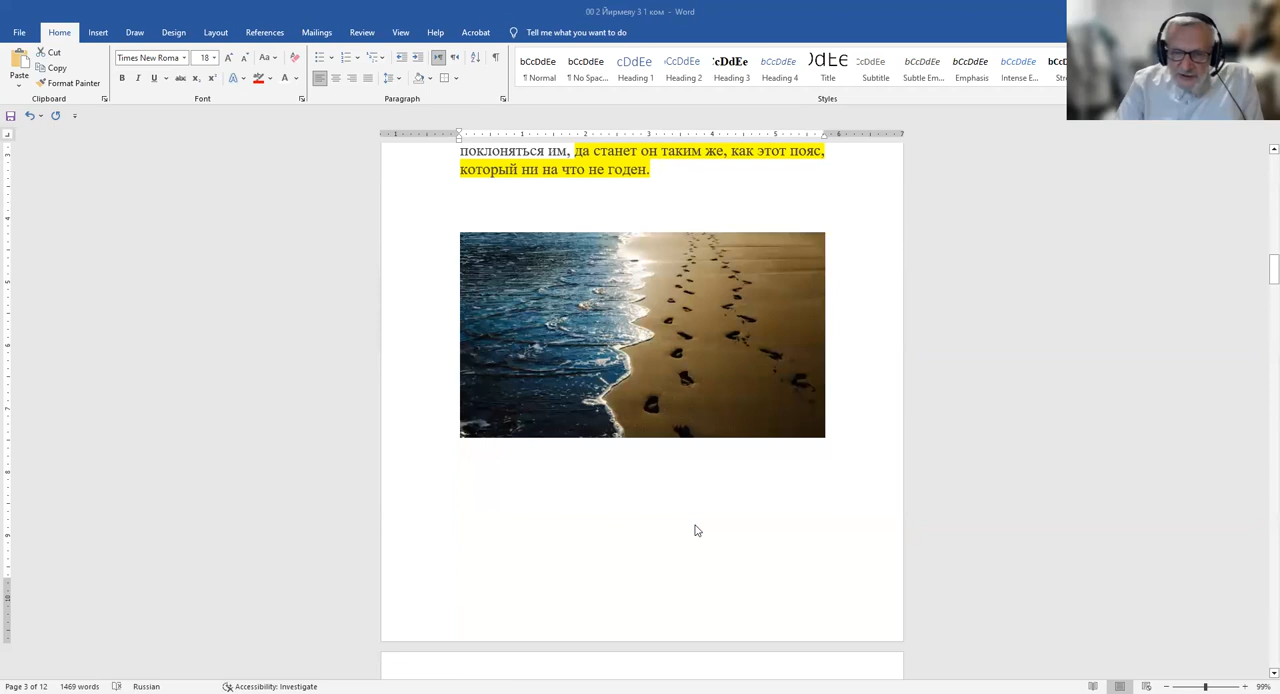 00 2 Йирмеяу 3 1 ком - Word
File Home Insert Draw Design Layout References Mailings Review View Help Acrobat Tell me what you want to do
Paste
Cut
Copy
Format Painter
Clipboard
Times New Roma 18
Font
Paragraph
AaBbCcDdEe
¶ Normal
¶ No Spac...
Heading 1
Heading 2
Heading 3
Heading 4
Title
Subtitle
Subtle Em...
Emphasis
Intense E...
Styles
поклоняться им, да станет он таким же, как этот пояс,
который ни на что не годен.
Page 3 of 12 1469 words Russian Accessibility: Investigate 99%